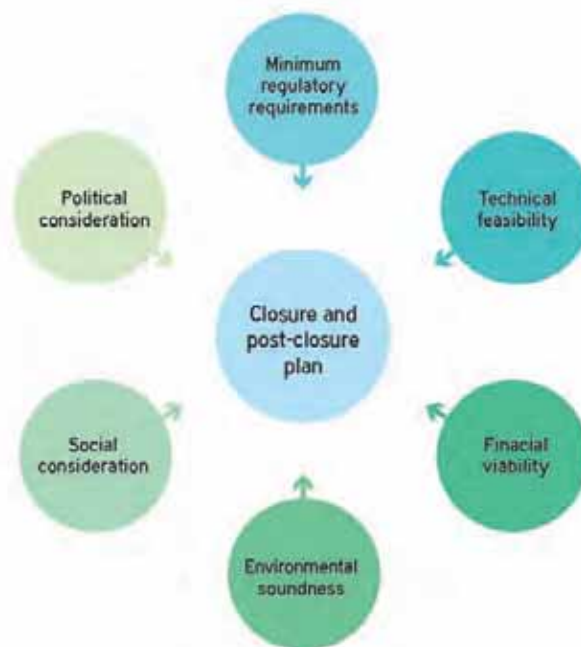 Minimum
regulatory
requirements
Political
consideration
Technical
feasibility
Closure and
post-closure
plan
Social
consideration
Finacial
viability
Environmental
soundness